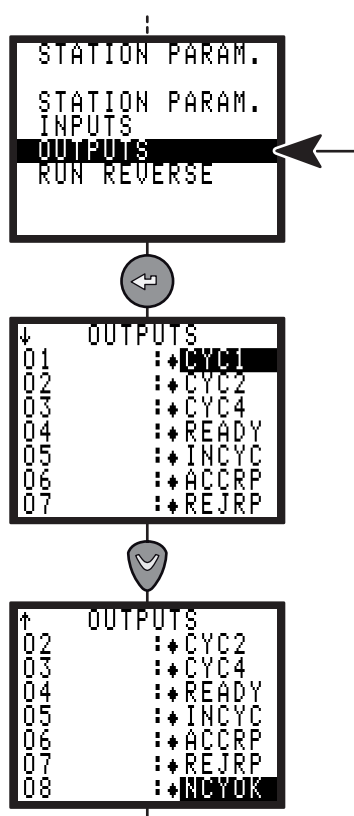 STATION PARAM.
STATION PARAM.
INPUTS
OUTPUTS
RUN REVERSE
↓ OUTPUTS
01 :♦CYC1
02 :♦CYC2
03 :♦CYC4
04 :♦READY
05 :♦INCYC
06 :♦ACCRP
07 :♦REJRP
↑ OUTPUTS
02 :♦CYC2
03 :♦CYC4
04 :♦READY
05 :♦INCYC
06 :♦ACCRP
07 :♦REJRP
08 :♦NCYOK